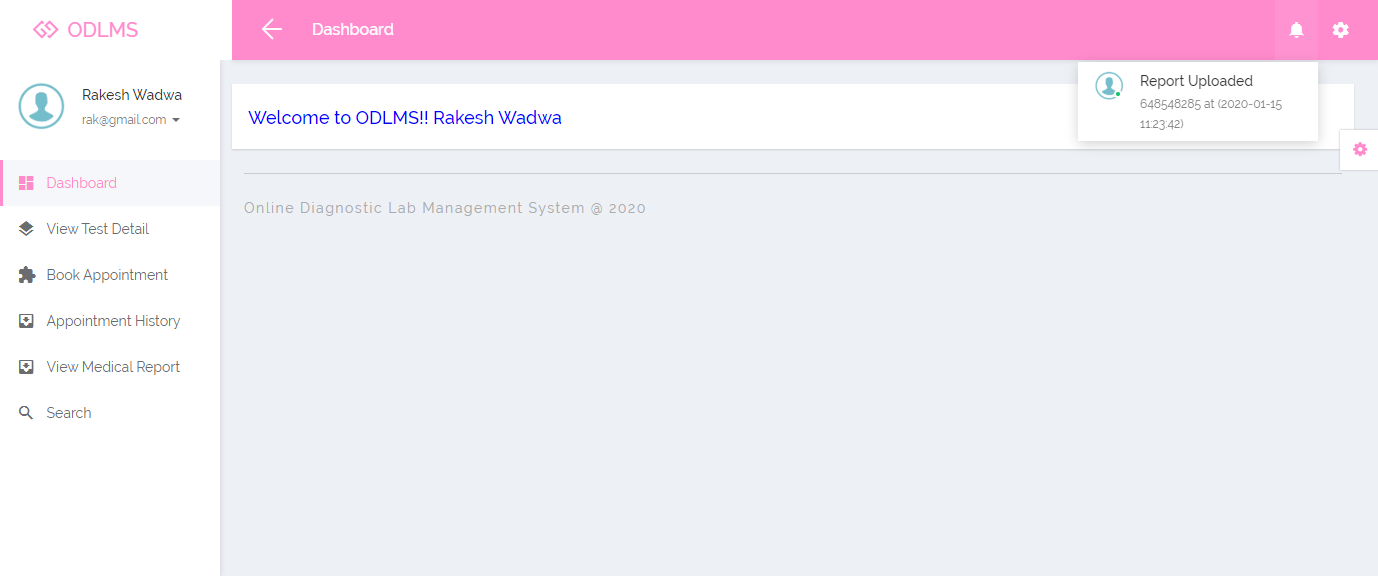 ODLMS
Dashboard
Rakesh Wadwa
rak@gmail.com
Dashboard
View Test Detail
Book Appointment
Appointment History
View Medical Report
Search
Welcome to ODLMS!! Rakesh Wadwa
Report Uploaded
648548285 at (2020-01-15
11:23:42)
Online Diagnostic Lab Management System @ 2020